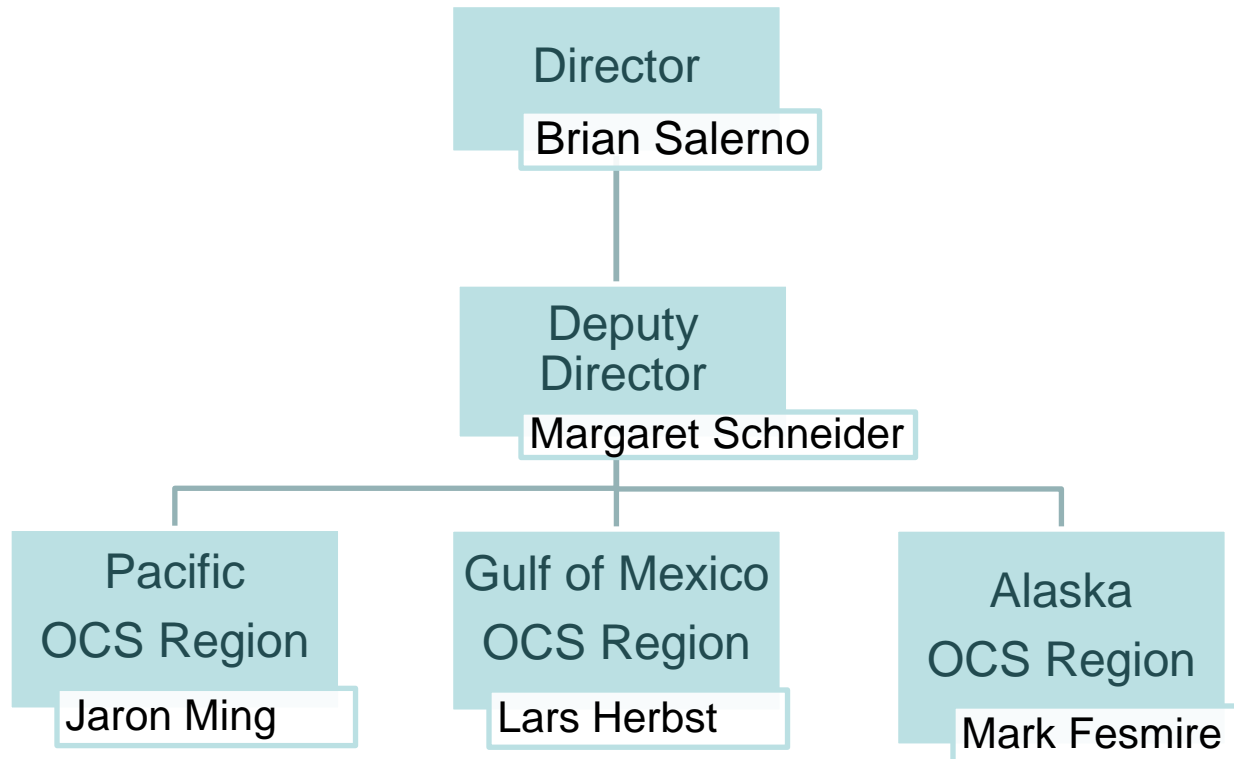 Director
Brian Salerno
Deputy
Director
Margaret Schneider
Pacific
OCS Region
Jaron Ming
Gulf of Mexico
OCS Region
Lars Herbst
Alaska
OCS Region
Mark Fesmire